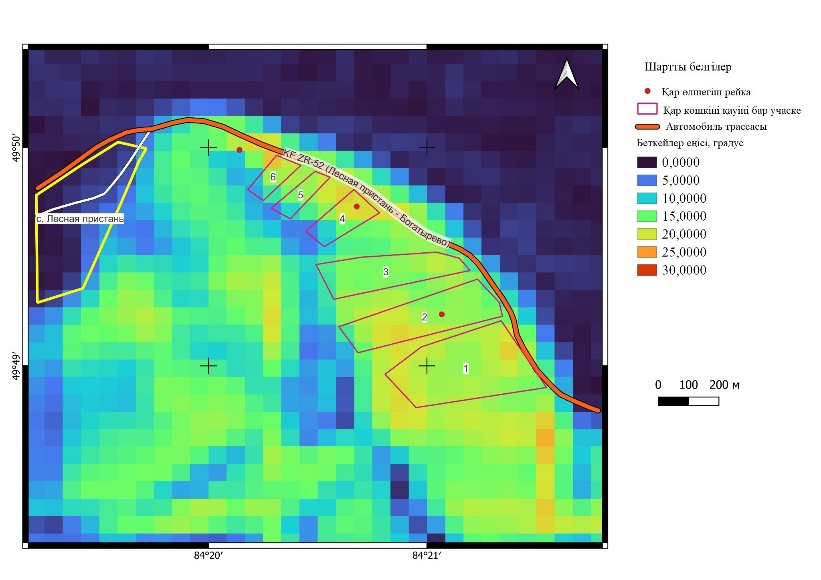 Шартты белгілер
Қар өлшегіш рейка
Қар көшкіні қауіпі бар учаске
Автомобиль трассасы
Беткейлер еңісі, градус
0,0000
5,0000
10,0000
15,0000
20,0000
25,0000
30,0000
0 100 200 м
49°50'
49°49'
84°20'
84°21'
KF ZR-52 (Лесная пристань - Богатырево)
с. Лесная пристань
6
5
4
3
2
1